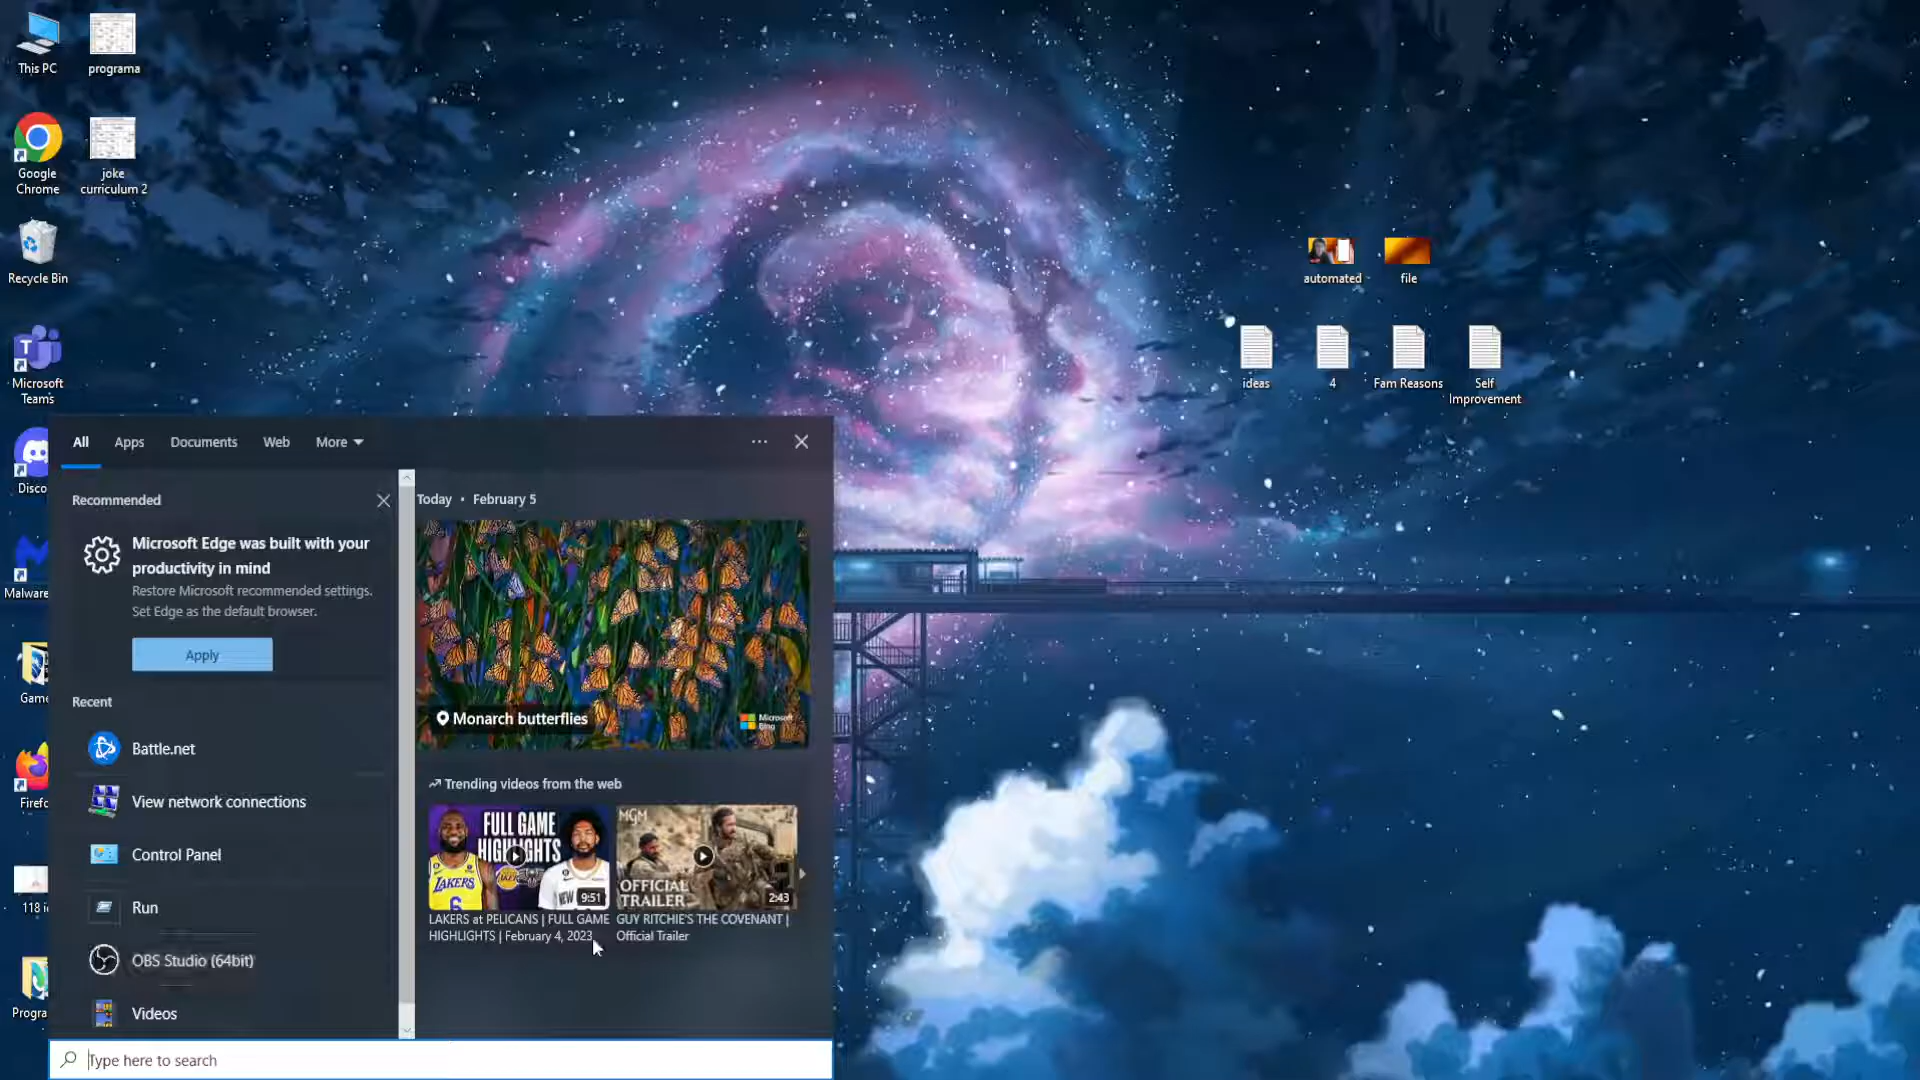 This PC
programa
Google
Chrome
joke
curriculum 2
Recycle Bin
Microsoft
Teams
Disco
Malware
Game
Firefo
118 i
Progra
automated
file
ideas
4
Fam Reasons
Self
Improvement
All
Apps
Documents
Web
More
Recommended
Microsoft Edge was built with your
productivity in mind
Restore Microsoft recommended settings.
Set Edge as the default browser.
Apply
Recent
Battle.net
View network connections
Control Panel
Run
OBS Studio (64bit)
Videos
Today • February 5
Monarch butterflies
Microsoft
Bing
Trending videos from the web
FULL GAME
HIGHLIGHTS
LAKERS
6
NEW
9:51
LAKERS at PELICANS | FULL GAME
HIGHLIGHTS | February 4, 2023
MGM
OFFICIAL
TRAILER
2:43
GUY RITCHIE'S THE COVENANT |
Official Trailer
Type here to search